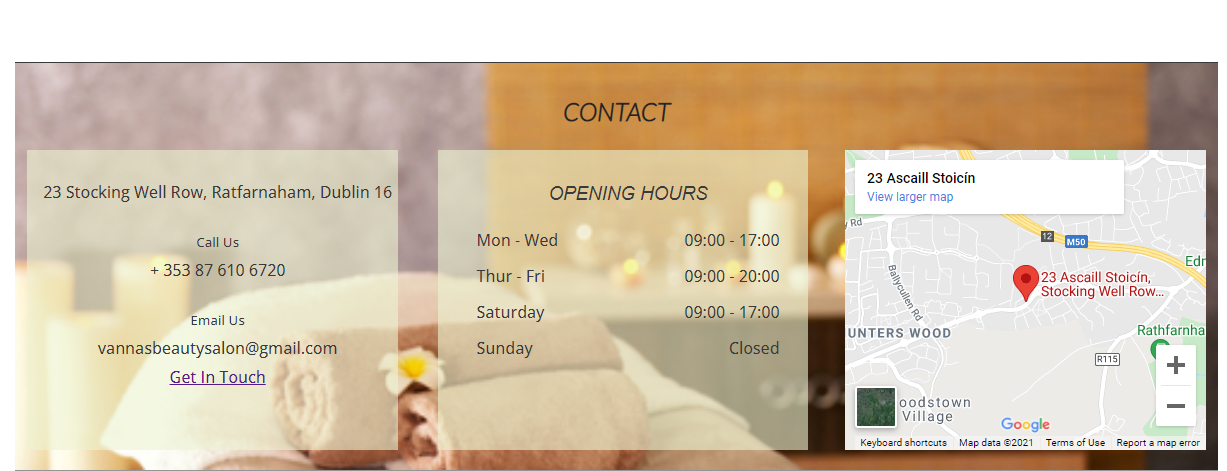 CONTACT
23 Stocking Well Row, Ratfarnaham, Dublin 16
Call Us
+ 353 87 610 6720
Email Us
vannasbeautysalon@gmail.com
Get In Touch
OPENING HOURS
Mon - Wed 09:00 - 17:00
Thur - Fri 09:00 - 20:00
Saturday 09:00 - 17:00
Sunday Closed
23 Ascaill Stoicín
View larger map
y Rd
12
M50
Edn
Ballycullen Rd
23 Ascaill Stoicín,
Stocking Well Row...
UNTERS WOOD
Rathfarnha
R115
+
−
oodstown
Village
Google
Keyboard shortcuts Map data ©2021 Terms of Use Report a map error